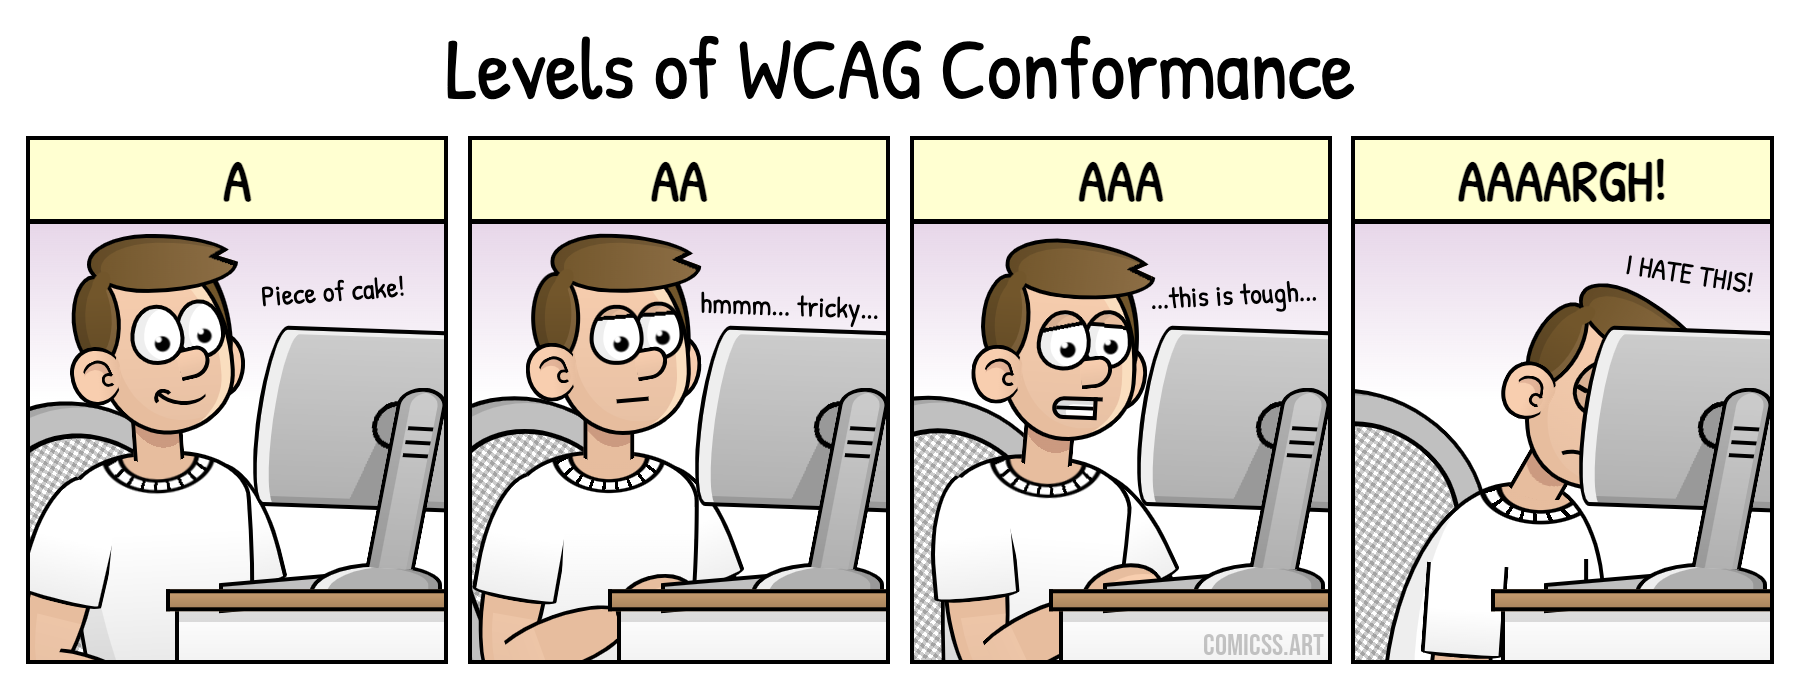 Levels of WCAG Conformance
A
AA
AAA
AAAARGH!
Piece of cake!
hmmm... tricky...
...this is tough...
I HATE THIS!
COMICSS.ART